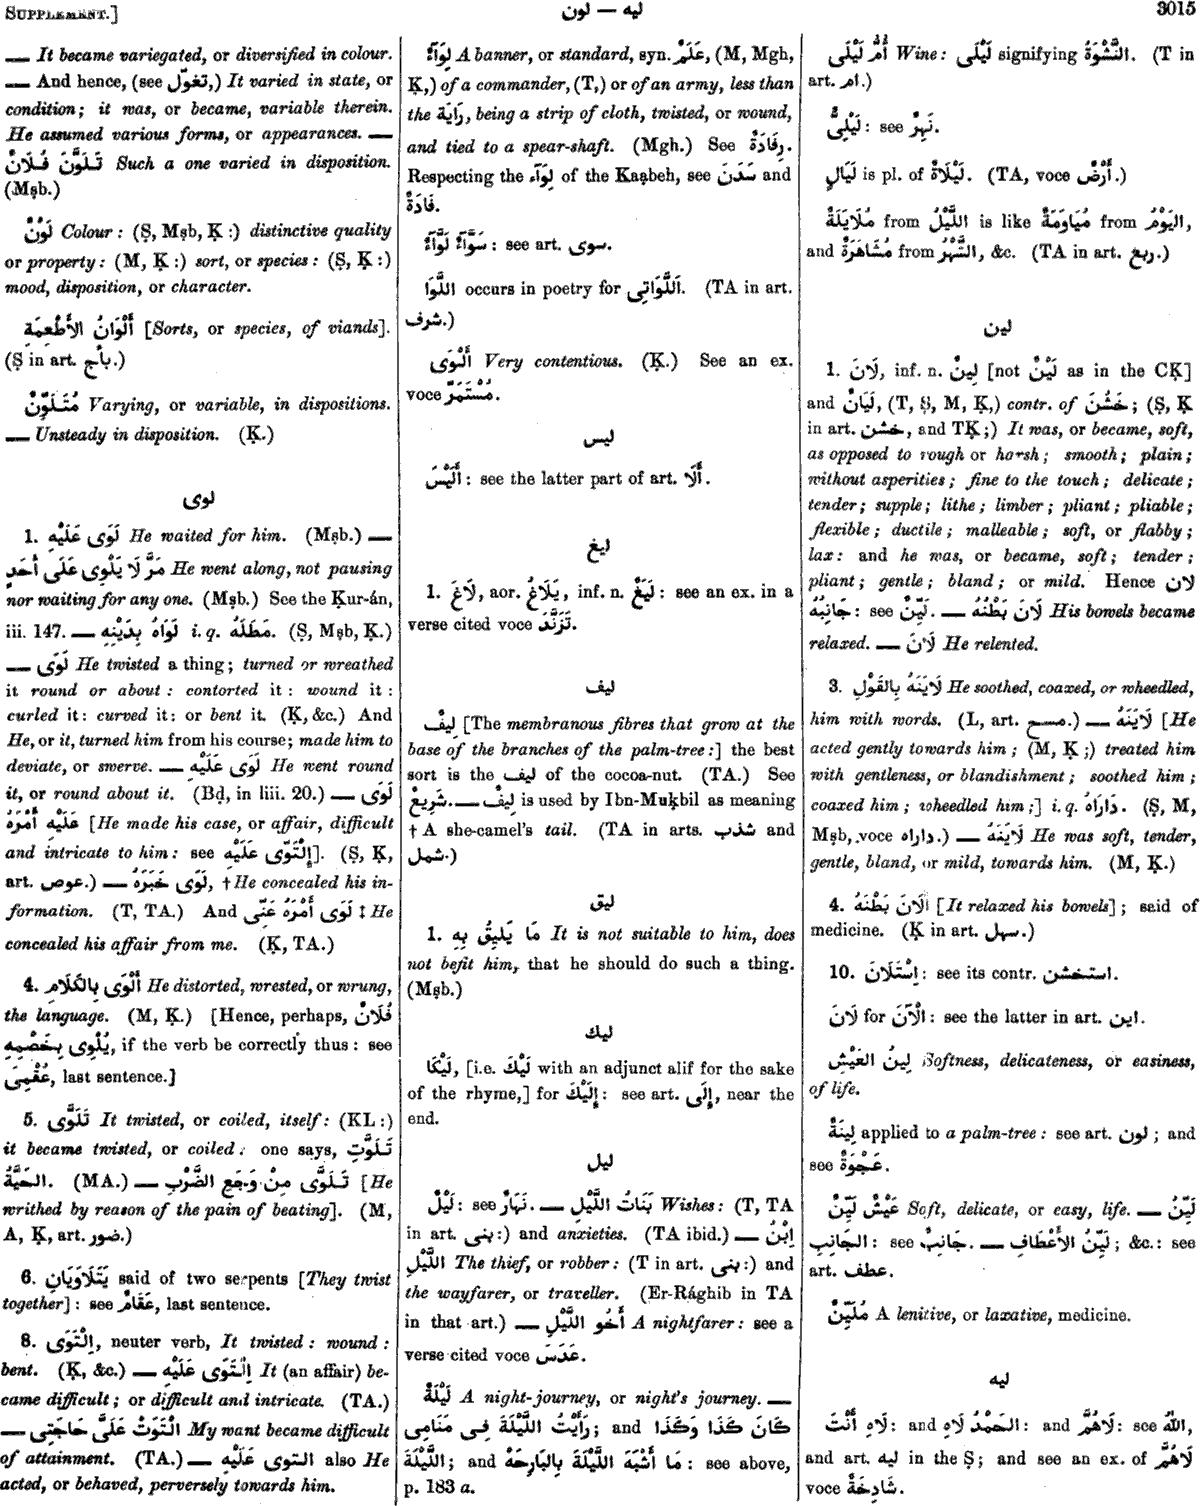 SUPPLEMENT.]
لون — ليه
3015
— It became variegated, or diversified in colour.
— And hence, (see تغوّل,) It varied in state, or
condition; it was, or became, variable therein.
He assumed various forms, or appearances. —
تَلَوَّنَ فُلَانٌ Such a one varied in disposition.
(Mṣb.)
لَوْنٌ Colour: (Ṣ, Mṣb, Ḳ:) distinctive quality
or property: (M, Ḳ:) sort, or species: (Ṣ, Ḳ:)
mood, disposition, or character.
أَلْوَانُ الأَطْعِمَة [Sorts, or species, of viands].
(Ṣ in art. بأج.)
مُتَلَوِّنٌ Varying, or variable, in dispositions.
— Unsteady in disposition. (Ḳ.)
لوى
1. لَوَى عَلَيْهِ He waited for him. (Mṣb.) —
مَرَّ لَا يَلْوِى عَلَى أَحَدٍ He went along, not pausing
nor waiting for any one. (Mṣb.) See the Ḳur-án,
iii. 147. — لَوَاهُ بِدَيْنِهِ i. q. مَطَلَهُ. (Ṣ, Mṣb, Ḳ.)
— لَوَى He twisted a thing; turned or wreathed
it round or about: contorted it: wound it:
curled it: curved it: or bent it. (Ḳ, &c.) And
He, or it, turned him from his course; made him to
deviate, or swerve. — لَوَى عَلَيْهِ He went round
it, or round about it. (Bḍ, in liii. 20.) — لَوَى
عَلَيْهِ أَمْرَهُ [He made his case, or affair, difficult
and intricate to him: see إِلْتَوَى عَلَيْهِ]. (Ṣ, Ḳ,
art. عوص.) — لَوَى خَبَرَهُ, † He concealed his in-
formation. (T, TA.) And لَوَى أَمْرَهُ عَنِّى ‡ He
concealed his affair from me. (Ḳ, TA.)
4. أَلْوَى بِالكَلَامِ He distorted, wrested, or wrung,
the language. (M, Ḳ.) [Hence, perhaps, فُلَانٌ
يُلْوِى بِخَصْمِهِ, if the verb be correctly thus: see
عُقْمِىّ, last sentence.]
5. تَلَوَّى It twisted, or coiled, itself: (KL:)
it became twisted, or coiled: one says, تَلَوَّتِ
الحَيَّةُ. (MA.) — تَلَوَّى مِنْ وَجَعِ الضَّرْبِ [He
writhed by reason of the pain of beating]. (M,
A, Ḳ, art. ضور.)
6. يَتَلَاوَيَانِ said of two serpents [They twist
together]: see عُقَامٌ, last sentence.
8. إِلْتَوَى, neuter verb, It twisted: wound:
bent. (Ḳ, &c.) — إِلْتَوَى عَلَيْهِ It (an affair) be-
came difficult; or difficult and intricate. (TA.)
— الْتَوَتْ عَلَىَّ حَاجَتِى My want became difficult
of attainment. (TA.) — التوى عَلَيْهِ also He
acted, or behaved, perversely towards him.
لِوَآءٌ A banner, or standard, syn. عَلَمٌ, (M, Mgh,
Ḳ,) of a commander, (T,) or of an army, less than
the رَايَة, being a strip of cloth, twisted, or wound,
and tied to a spear-shaft. (Mgh.) See رِفَادَةٌ.
Respecting the لِوَآء of the Kaạbeh, see سَدَنَ and
قَادَةٌ.
سَوَّآءٌ لَوَّآءٌ: see art. سوى.
اللَّوَا occurs in poetry for اَللَّوَاتِى. (TA in art.
شرف.)
أَلْوَى Very contentious. (Ḳ.) See an ex.
voce مُسْتَمِرّ.
ليس
أَلَيْسَ: see the latter part of art. أَلَا.
ليغ
1. لَاغَ, aor. يَلَاغُ, inf. n. لَيَغٌ: see an ex. in a
verse cited voce تَزَنَّدَ.
ليف
لِيفٌ [The membranous fibres that grow at the
base of the branches of the palm-tree:] the best
sort is the ليف of the cocoa-nut. (TA.) See
شَرِيعٌ. — لِيفٌ is used by Ibn-Muḳbil as meaning
† A she-camel's tail. (TA in arts. شذب and
شمل.)
ليق
1. مَا يَلِيقُ بِهِ It is not suitable to him, does
not befit him, that he should do such a thing.
(Mṣb.)
ليك
لَيْكَا, [i.e. لَيْكَ with an adjunct alif for the sake
of the rhyme,] for إِلَيْكَ: see art. إِلَى, near the
end.
ليل
لَيْلٌ: see نَهَارٌ. — بَنَاتُ اللَّيْلِ Wishes: (T, TA
in art. بنى:) and anxieties. (TA ibid.) — إِبْنُ
اللَّيْلِ The thief, or robber: (T in art. بنى:) and
the wayfarer, or traveller. (Er-Rághib in TA
in that art.) — أَخُو اللَّيْلِ A nightfarer: see a
verse cited voce عَدَسَ.
لَيْلَةٌ A night-journey, or night's journey. —
كَانَ كَذَا وَكَذَا and ;رَأَيْتُ اللَّيْلَةَ فِى مَنَامِى
اللَّيْلَةَ; and مَا أَشْبَهَ اللَّيْلَةَ بِالبَارِحَهْ: see above,
p. 183 a.
أُمُّ لَيْلَى Wine: لَيْلَى signifying النَّشْوَةُ. (T in
art. ام.)
لَيْلِىٌّ: see نَهِرٌ.
لَيَالٍ is pl. of لَيْلَاةٌ. (TA, voce أَرْضٌ.)
مُلَايَلَةٌ from اللَّيْلُ is like مُيَاوَمَةٌ from اليَوْمُ,
and مُشَاهَرَةٌ from الشَّهْرُ, &c. (TA in art. ربع.)
لين
1. لَانَ, inf. n. لِينٌ [not لَيْنٌ as in the CḲ]
and لَيَانٌ, (T, Ṣ, M, Ḳ,) contr. of خَشُنَ; (Ṣ, Ḳ
in art. خشن, and TḲ;) It was, or became, soft,
as opposed to rough or harsh; smooth; plain;
without asperities; fine to the touch; delicate;
tender; supple; lithe; limber; pliant; pliable;
flexible; ductile; malleable; soft, or flabby;
lax: and he was, or became, soft; tender;
pliant; gentle; bland; or mild. Hence لان
جَانِبُهُ: see لَيِّنٌ. — لَانَ بَطْنُهُ His bowels became
relaxed. — لَانَ He relented.
3. لَايَنَهُ بِالقَوْلِ He soothed, coaxed, or wheedled,
him with words. (L, art. مسح.) — لَايَنَهُ [He
acted gently towards him; (M, Ḳ;) treated him
with gentleness, or blandishment; soothed him;
coaxed him; wheedled him;] i. q. دَارَاهُ. (Ṣ, M,
Mṣb, voce داراه.) — لَايَنَهُ He was soft, tender,
gentle, bland, or mild, towards him. (M, Ḳ.)
4. أَلَانَ بَطْنَهُ [It relaxed his bowels]; said of
medicine. (Ḳ in art. سهل.)
10. إِسْتَلَانَ: see its contr. استخشن.
لَانَ for الْآنَ: see the latter in art. اين.
لِينُ العَيْشِ Softness, delicateness, or easiness,
of life.
لِينَةٌ applied to a palm-tree: see art. لون; and
see عَجْوَةٌ.
عَيْشٌ لَيِّنٌ Soft, delicate, or easy, life. — لَيِّنُ
الجَانِبِ: see جَانِبٌ. — لَيِّنُ الأَعْطَافِ; &c.: see
art. عطف.
مُلَيِّنٌ A lenitive, or laxative, medicine.
ليه
لَاهِ أَنْتَ: and لَاهِ الحَمْدُ: and لَاهُمَّ: see اللّٰهُ,
and art. ليه in the Ṣ; and see an ex. of لَاهُمَّ
voce شَادِخَةٌ.